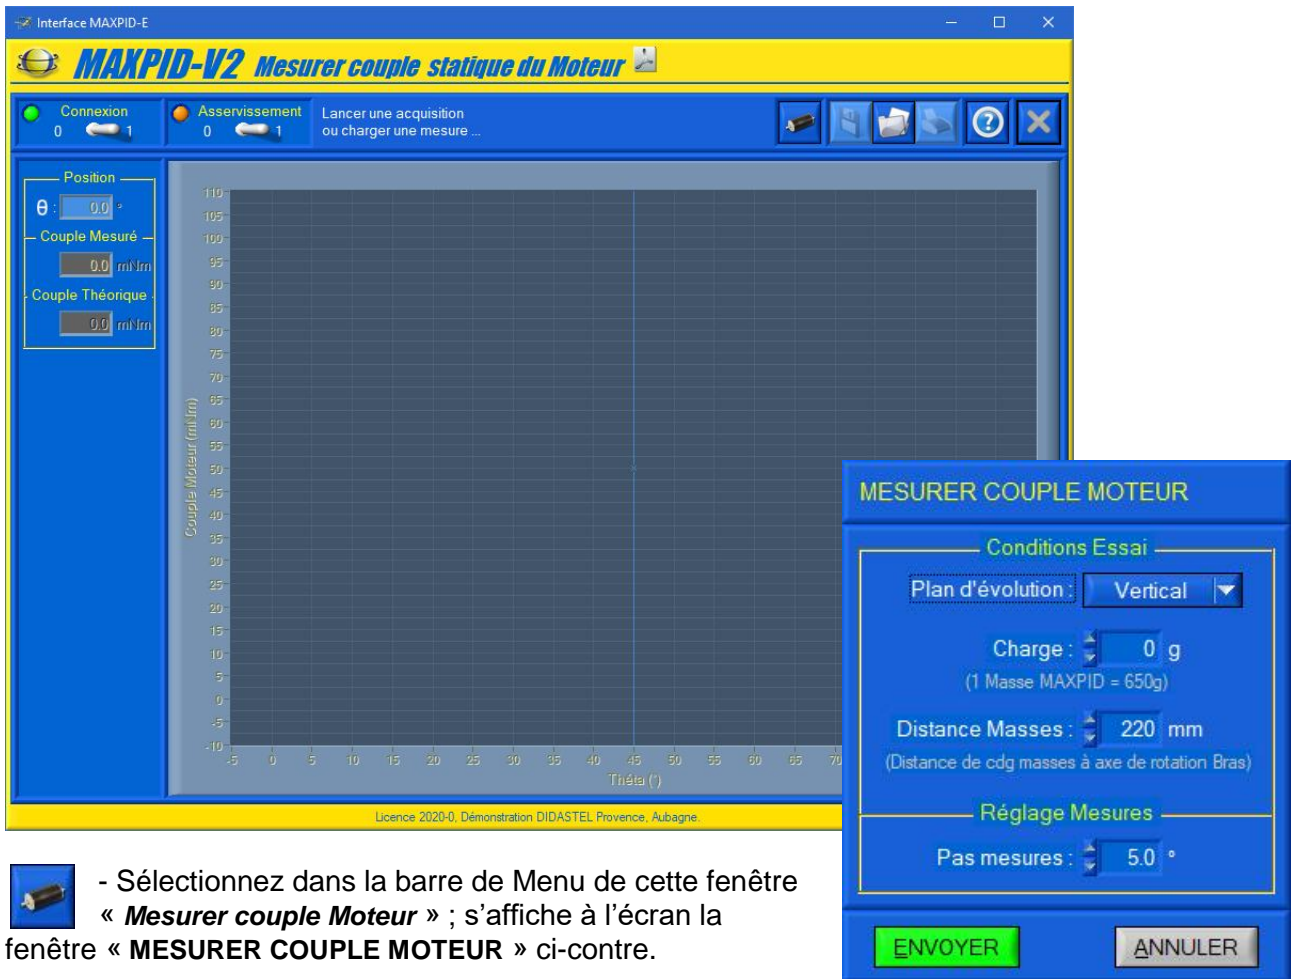 Interface MAXPID-E
MAXPID-V2 Mesurer couple statique du Moteur
Connexion
0 1
Asservissement
0 1
Lancer une acquisition
ou charger une mesure ...
Position
θ : 0.0 °
Couple Mesuré
0.0 mNm
Couple Théorique
0.0 mNm
Couple Moteur (mNm)
110
105
100
95
90
85
80
75
70
65
60
55
50
45
40
35
30
25
20
15
10
5
0
-5
-10
-5 0 5 10 15 20 25 30 35 40 45 50 55 60 65 70
Théta (°)
Licence 2020-0, Démonstration DIDASTEL Provence, Aubagne.
MESURER COUPLE MOTEUR
Conditions Essai
Plan d'évolution : Vertical
Charge : 0 g
(1 Masse MAXPID = 650g)
Distance Masses : 220 mm
(Distance de cdg masses à axe de rotation Bras)
Réglage Mesures
Pas mesures : 5.0 °
ENVOYER ANNULER
- Sélectionnez dans la barre de Menu de cette fenêtre
« Mesurer couple Moteur » ; s’affiche à l’écran la
fenêtre « MESURER COUPLE MOTEUR » ci-contre.